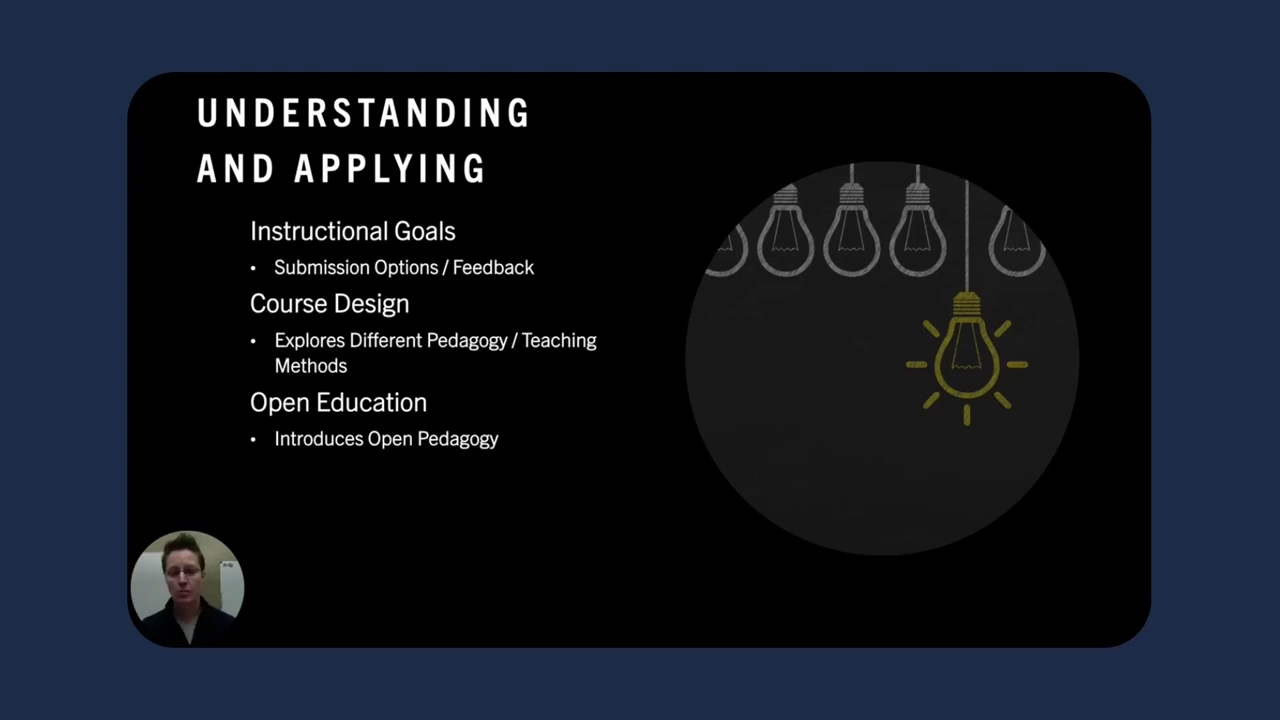 UNDERSTANDING
AND APPLYING
Instructional Goals
• Submission Options / Feedback
Course Design
• Explores Different Pedagogy / Teaching
Methods
Open Education
• Introduces Open Pedagogy